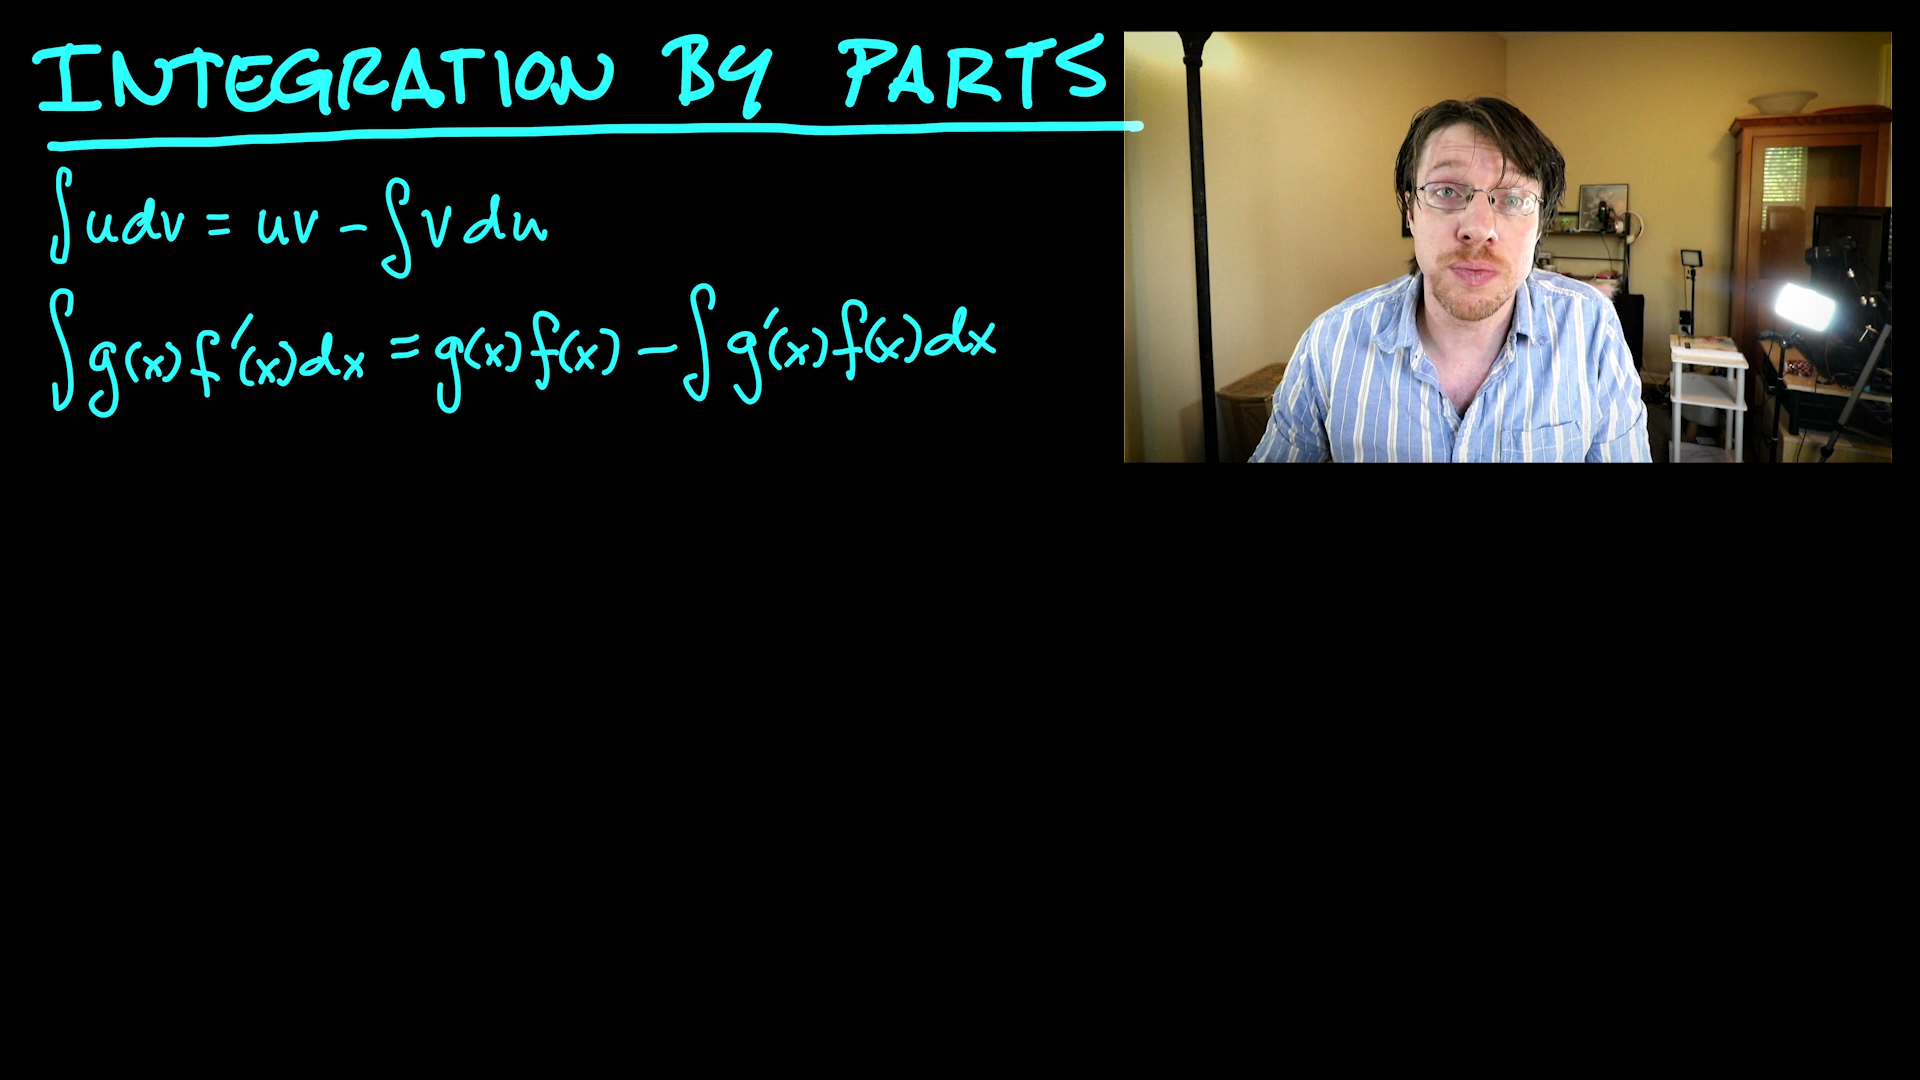 INTEGRATION BY PARTS
∫udv = uv - ∫vdu
∫g(x)f'(x)dx = g(x)f(x) - ∫g'(x)f(x)dx